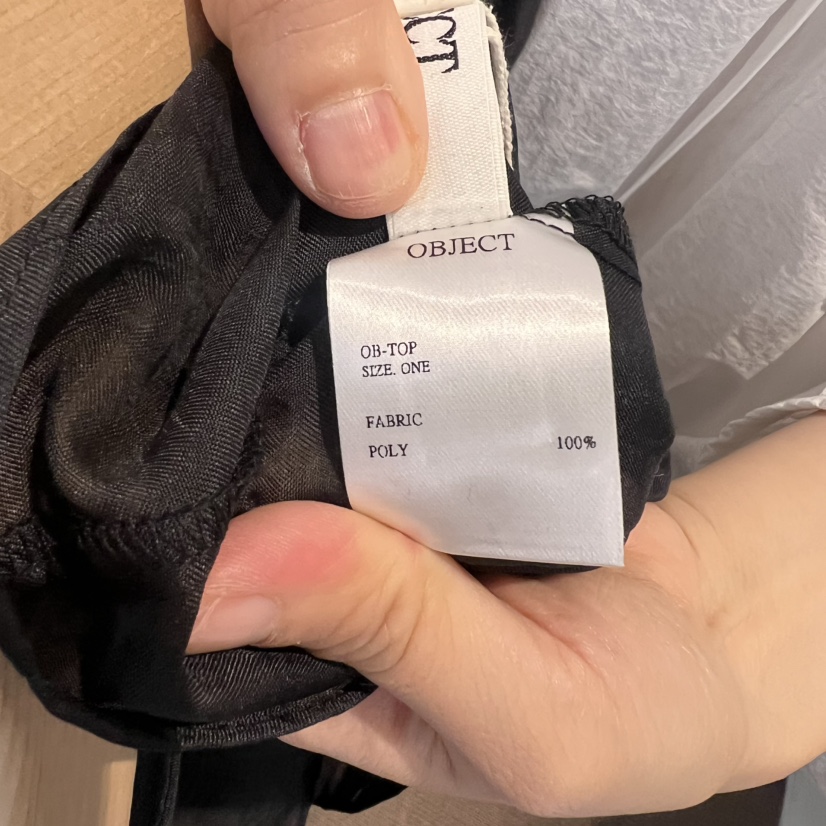 OBJECT
OB-TOP
SIZE. ONE
FABRIC
POLY 100%